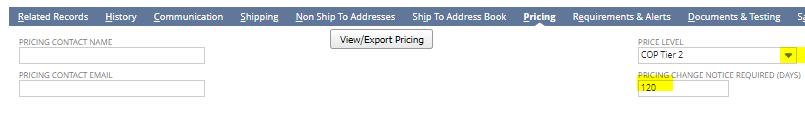 Related Records History Communication Shipping Non Ship To Addresses Ship To Address Book Pricing Requirements & Alerts Documents & Testing
PRICING CONTACT NAME
View/Export Pricing
PRICE LEVEL
COP Tier 2
PRICING CONTACT EMAIL
PRICING CHANGE NOTICE REQUIRED (DAYS)
120